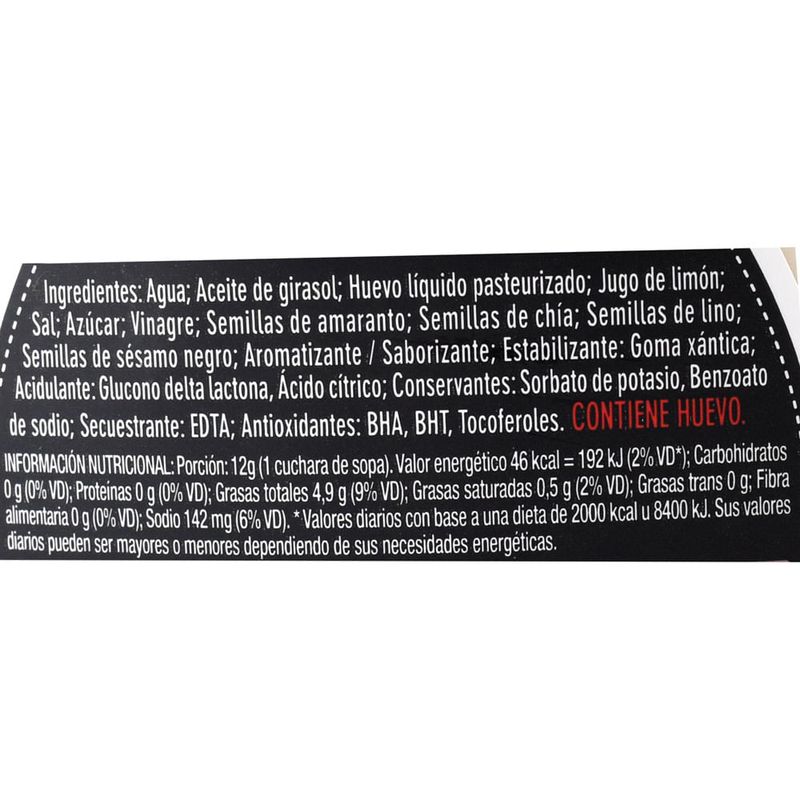 Ingredientes: Agua; Aceite de girasol; Huevo líquido pasteurizado; Jugo de limón;
Sal; Azúcar; Vinagre; Semillas de amaranto; Semillas de chía; Semillas de lino;
Semillas de sésamo negro; Aromatizante / Saborizante; Estabilizante: Goma xántica;
Acidulante: Glucono delta lactona, Ácido cítrico; Conservantes: Sorbato de potasio, Benzoato
de sodio; Secuestrante: EDTA; Antioxidantes: BHA, BHT, Tocoferoles. CONTIENE HUEVO.
INFORMACIÓN NUTRICIONAL: Porción: 12g (1 cuchara de sopa). Valor energético 46 kcal = 192 kJ (2% VD*); Carbohidratos
0 g (0% VD); Proteínas 0 g (0% VD); Grasas totales 4,9 g (9% VD); Grasas saturadas 0,5 g (2% VD); Grasas trans 0 g; Fibra
alimentaria 0 g (0% VD); Sodio 142 mg (6% VD). * Valores diarios con base a una dieta de 2000 kcal u 8400 kJ. Sus valores
diarios pueden ser mayores o menores dependiendo de sus necesidades energéticas.